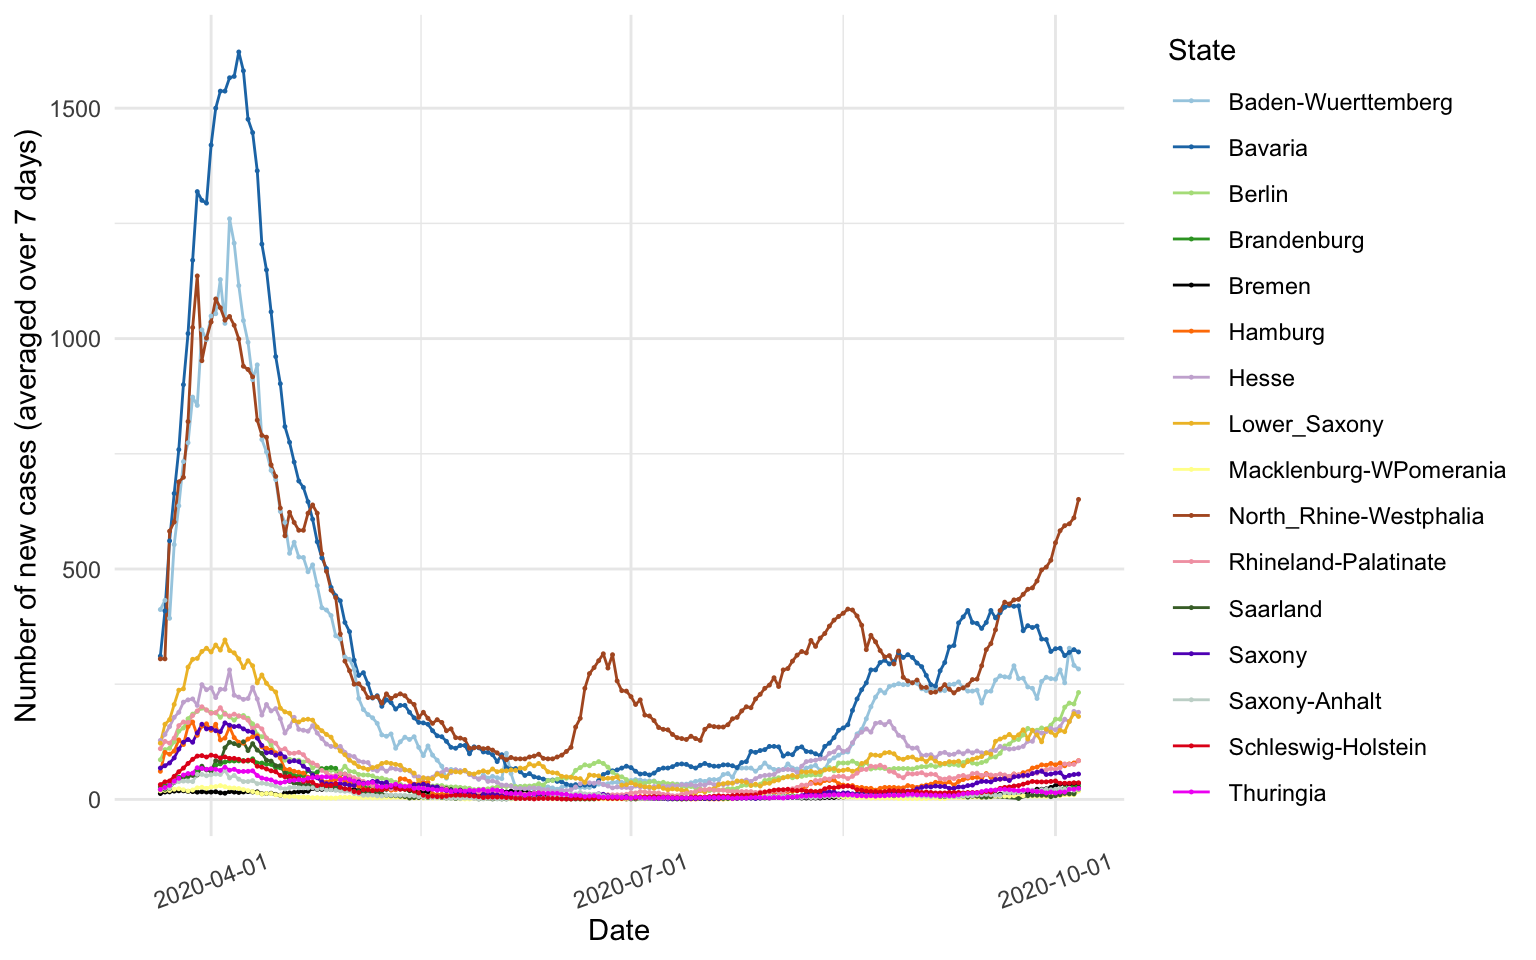 Number of new cases (averaged over 7 days)
1500
1000
500
0
2020-04-01
2020-07-01
2020-10-01
Date
State
Baden-Wuerttemberg
Bavaria
Berlin
Brandenburg
Bremen
Hamburg
Hesse
Lower_Saxony
Macklenburg-WPomerania
North_Rhine-Westphalia
Rhineland-Palatinate
Saarland
Saxony
Saxony-Anhalt
Schleswig-Holstein
Thuringia